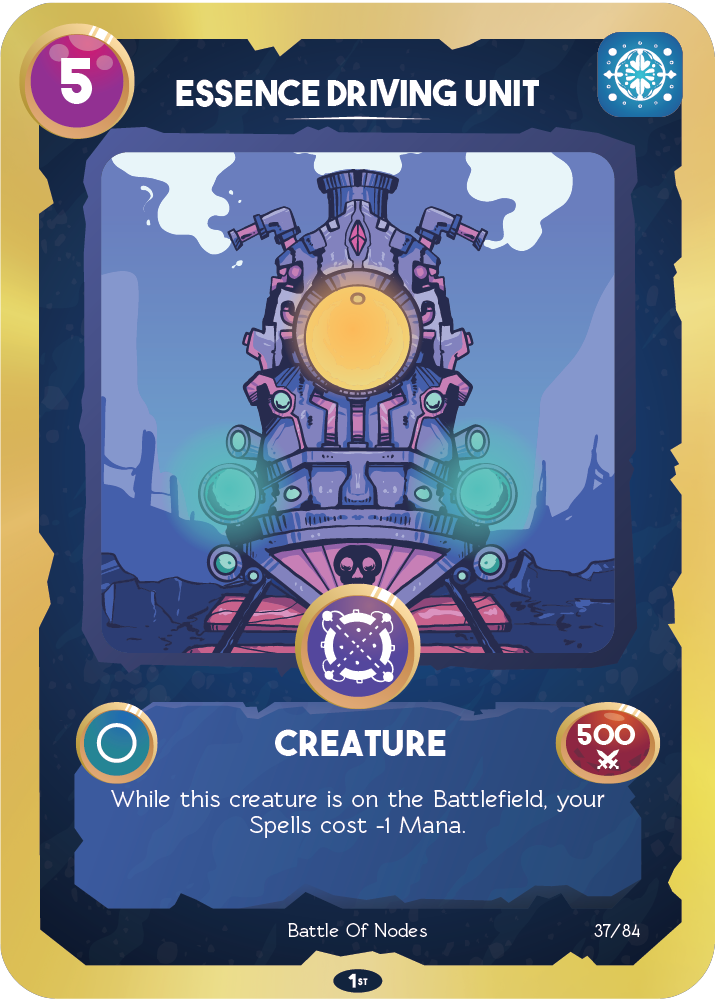 5
ESSENCE DRIVING UNIT
CREATURE
500
While this creature is on the Battlefield, your
Spells cost -1 Mana.
Battle Of Nodes
37/84
1ST